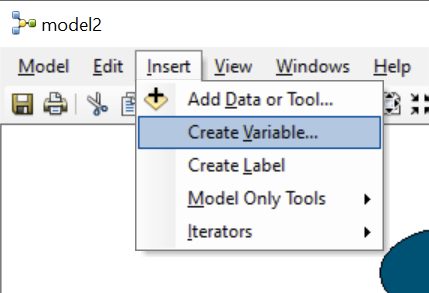 model2
Model Edit Insert View Windows Help
Add Data or Tool...
Create Variable...
Create Label
Model Only Tools
Iterators